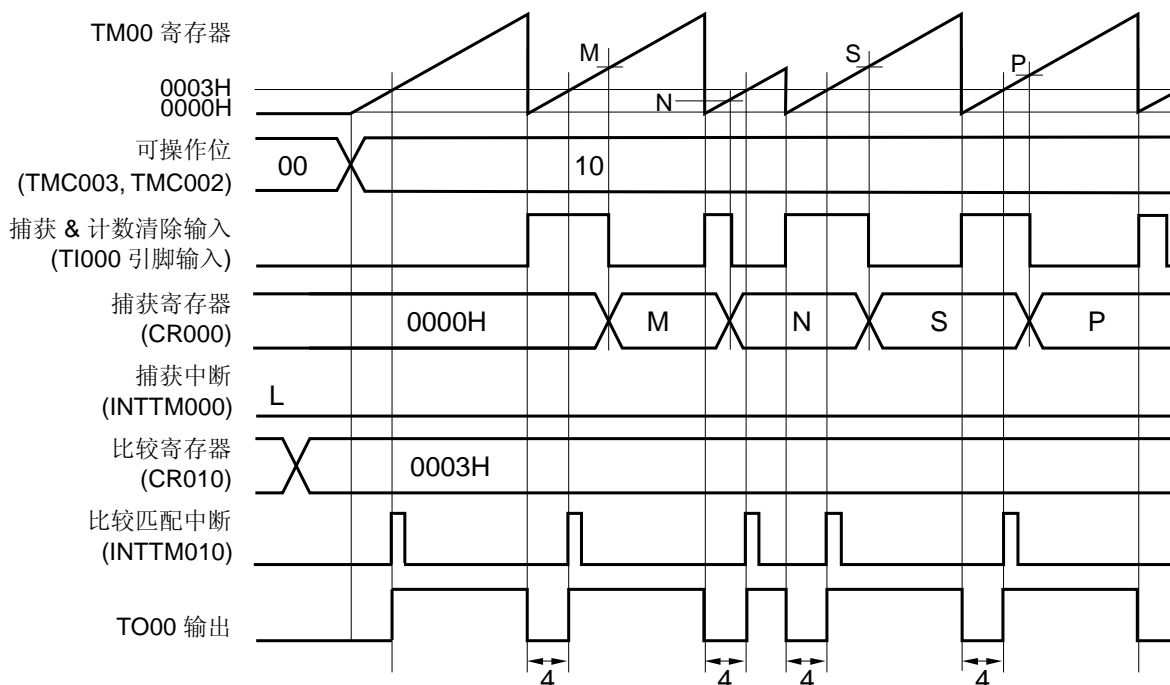 TM00 寄存器
M
S
P
N
0003H
0000H
可操作位
(TMC003, TMC002)
00
10
捕获 & 计数清除输入
(TI000 引脚输入)
捕获寄存器
(CR000)
0000H
M
N
S
P
捕获中断
(INTTM000)
L
比较寄存器
(CR010)
0003H
比较匹配中断
(INTTM010)
TO00 输出
4
4
4
4